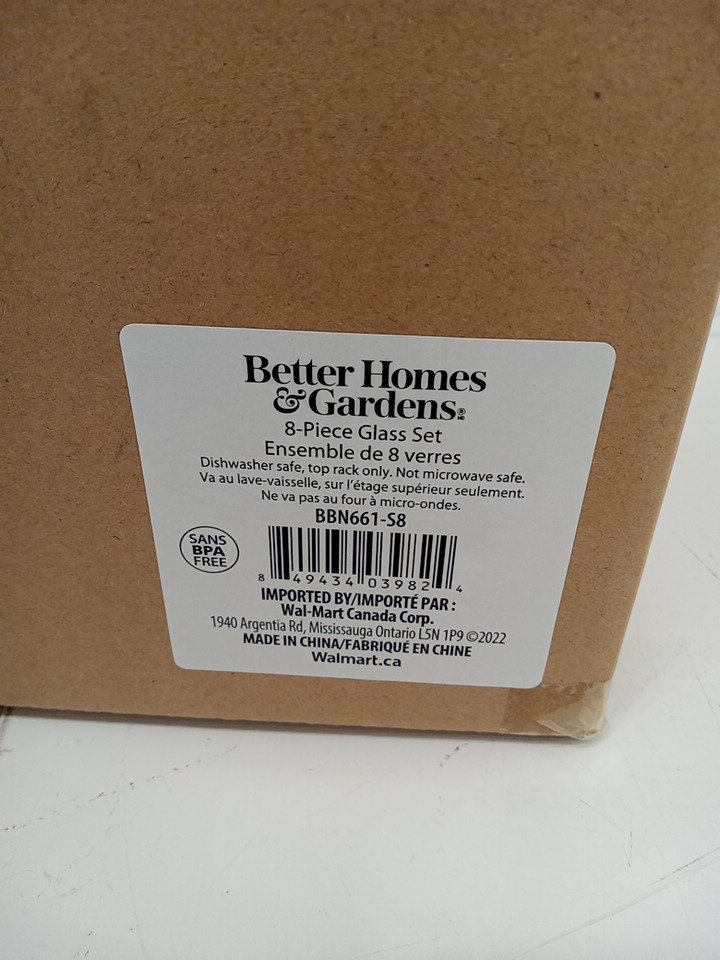 Better Homes
& Gardens®
MD
8-Piece Glass Set
Ensemble de 8 verres
Dishwasher safe, top rack only. Not microwave safe.
Va au lave-vaisselle, sur l'étage supérieur seulement.
Ne va pas au four à micro-ondes.
BBN661-S8
SANS
BPA
FREE
8 49434 03982 4
IMPORTED BY/IMPORTÉ PAR :
Wal-Mart Canada Corp.
1940 Argentia Rd, Mississauga Ontario L5N 1P9 ©2022
MADE IN CHINA/FABRIQUÉ EN CHINE
Walmart.ca